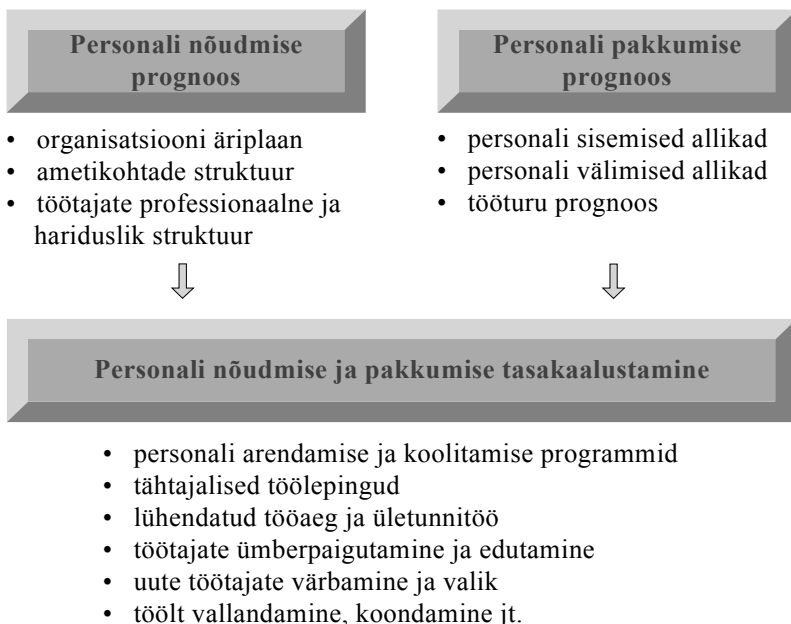 Personali nõudmise
prognoos
• organisatsiooni äriplaan
• ametikohtade struktuur
• töötajate professionaalne ja
hariduslik struktuur
Personali pakkumise
prognoos
• personali sisemised allikad
• personali välimised allikad
• tööturu prognoos
Personali nõudmise ja pakkumise tasakaalustamine
• personali arendamise ja koolitamise programmid
• tähtajalised töölepingud
• lühendatud tööaeg ja ületunnitöö
• töötajate ümberpaigutamine ja edutamine
• uute töötajate värbamine ja valik
• töölt vallandamine, koondamine jt.